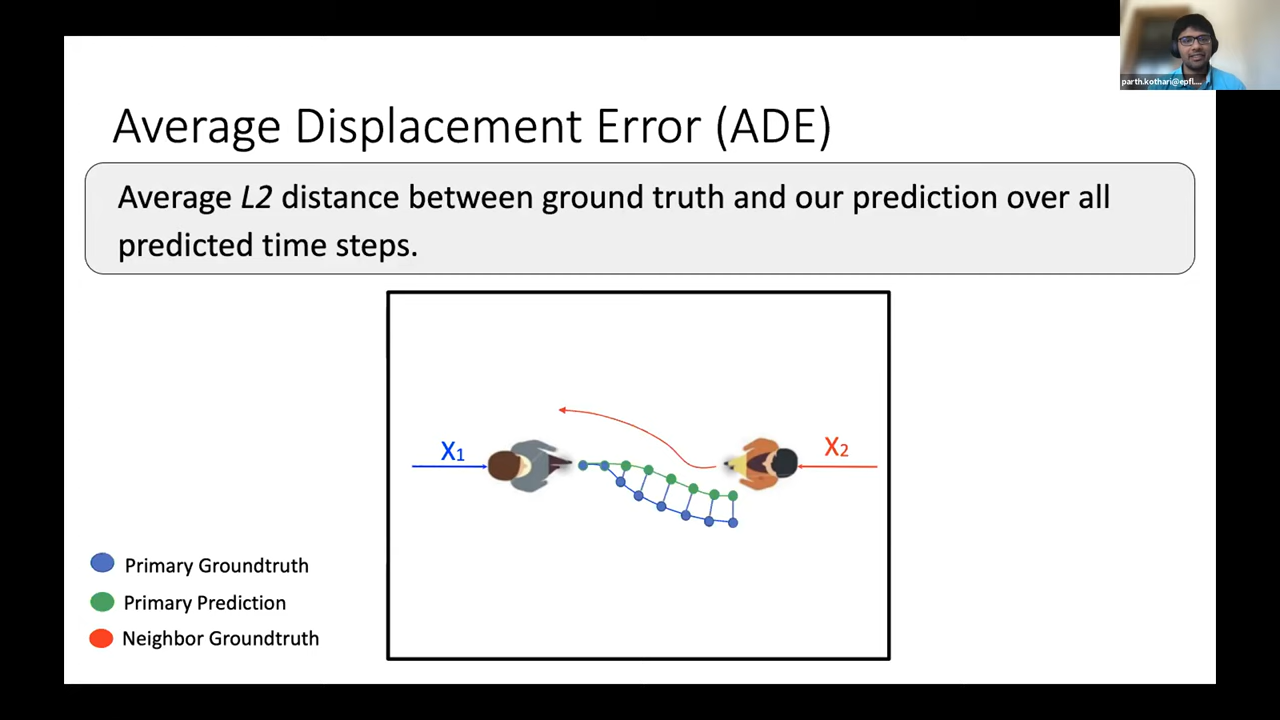 parth.kothari@epfl....
Average Displacement Error (ADE)
Average L2 distance between ground truth and our prediction over all
predicted time steps.
X1
X2
Primary Groundtruth
Primary Prediction
Neighbor Groundtruth